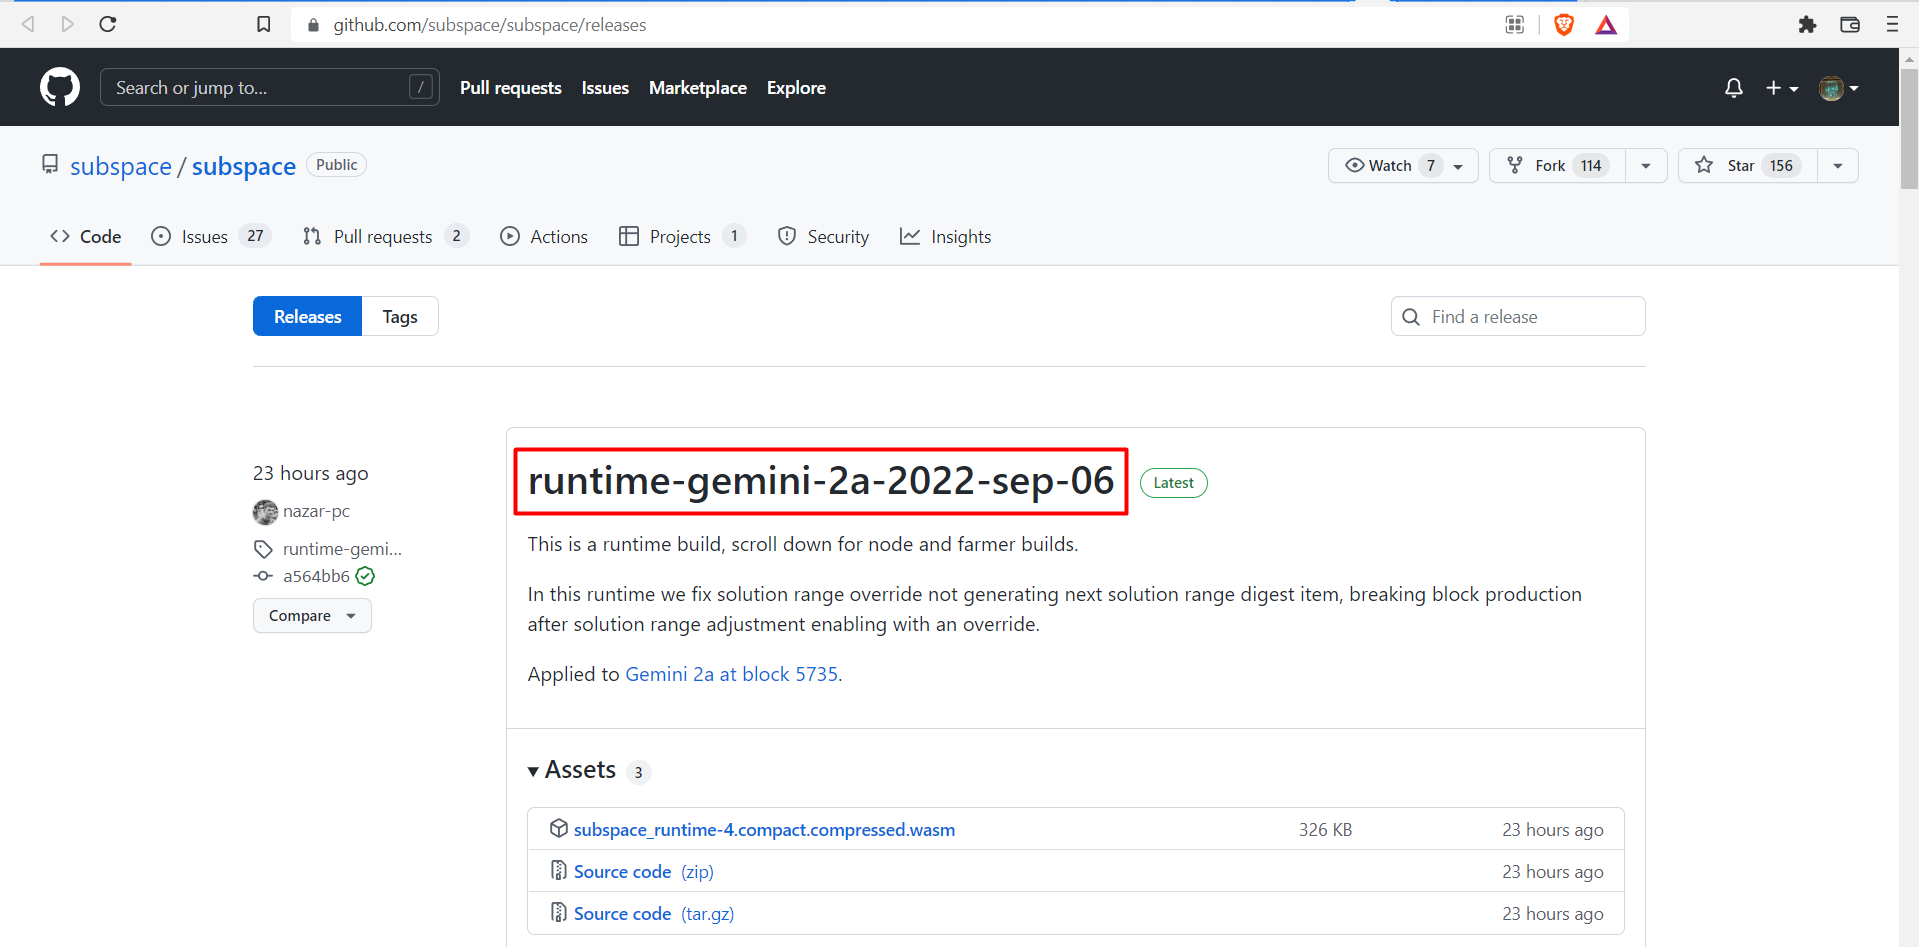 github.com/subspace/subspace/releases
Search or jump to... /
Pull requests Issues Marketplace Explore
subspace / subspace Public
Watch 7 Fork 114 Star 156
Code Issues 27 Pull requests 2 Actions Projects 1 Security Insights
Releases Tags
Find a release
23 hours ago
nazar-pc
runtime-gemi...
a564bb6
Compare
runtime-gemini-2a-2022-sep-06 Latest
This is a runtime build, scroll down for node and farmer builds.
In this runtime we fix solution range override not generating next solution range digest item, breaking block production
after solution range adjustment enabling with an override.
Applied to Gemini 2a at block 5735.
Assets 3
subspace_runtime-4.compact.compressed.wasm 326 KB 23 hours ago
Source code (zip) 23 hours ago
Source code (tar.gz) 23 hours ago